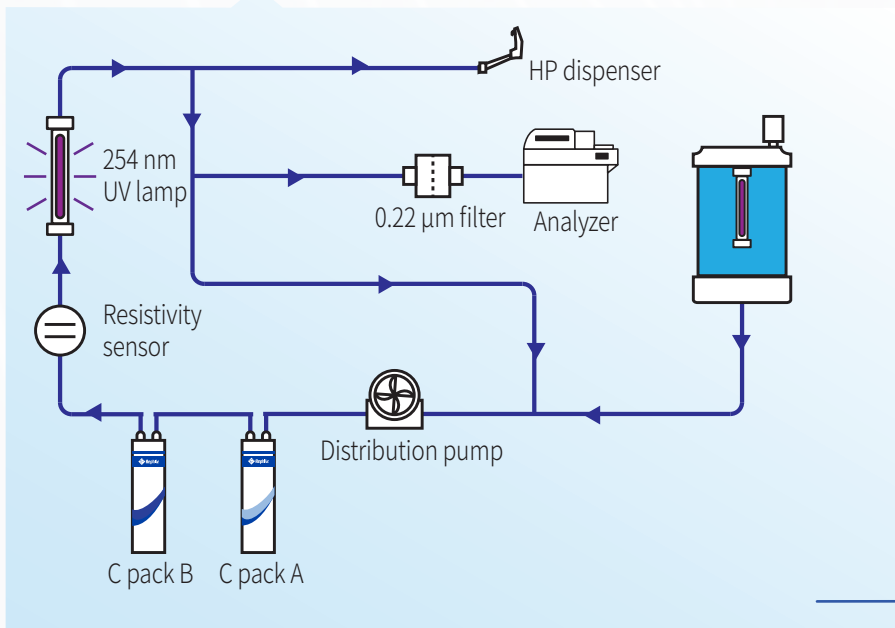 HP dispenser
254 nm
UV lamp
0.22 µm filter
Analyzer
Resistivity
sensor
Distribution pump
C pack B
C pack A